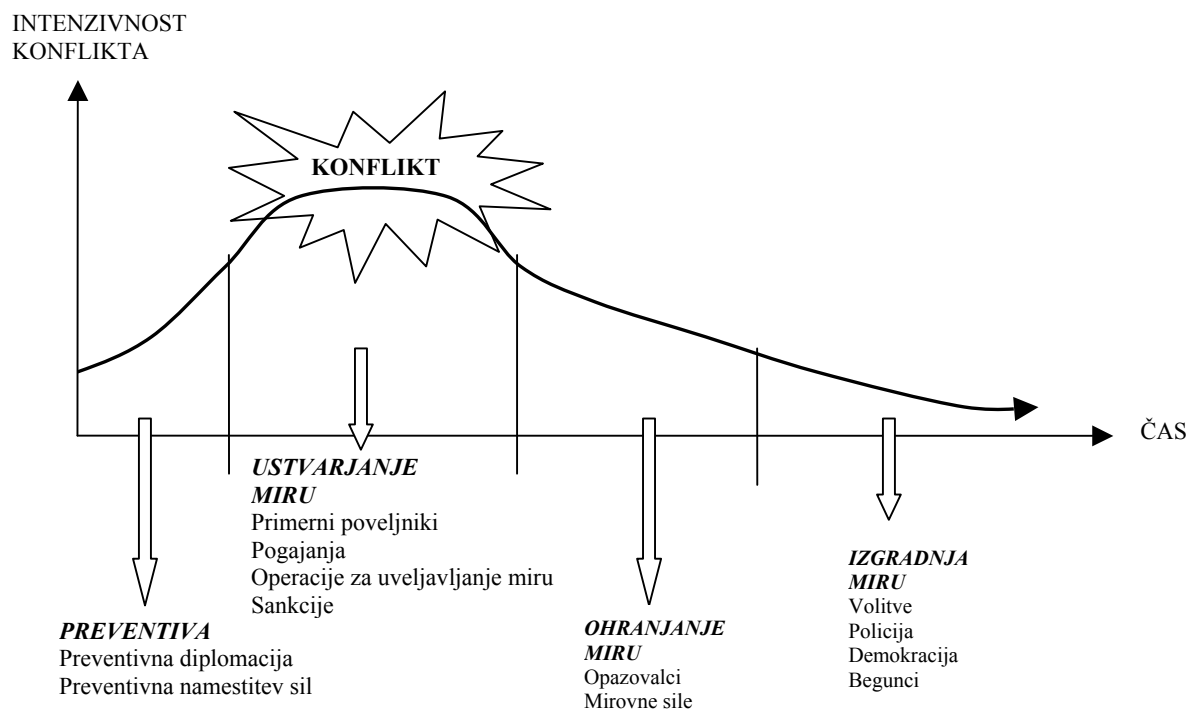 INTENZIVNOST
KONFLIKTA
KONFLIKT
ČAS
USTVARJANJE
MIRU
Primerni poveljniki
Pogajanja
Operacije za uveljavljanje miru
Sankcije
PREVENTIVA
Preventivna diplomacija
Preventivna namestitev sil
OHRANJANJE
MIRU
Opazovalci
Mirovne sile
IZGRADNJA
MIRU
Volitve
Policija
Demokracija
Begunci